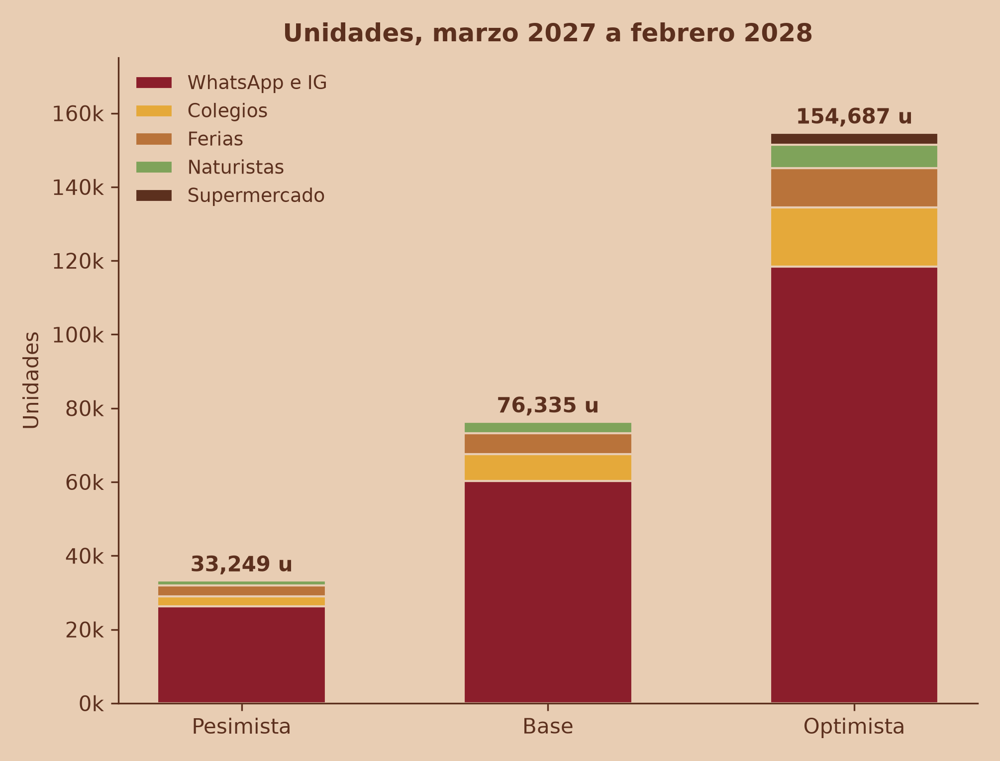 Unidades, marzo 2027 a febrero 2028
WhatsApp e IG
Colegios
Ferias
Naturistas
Supermercado
Unidades
160k
140k
120k
100k
80k
60k
40k
20k
0k
33,249 u
76,335 u
154,687 u
Pesimista
Base
Optimista